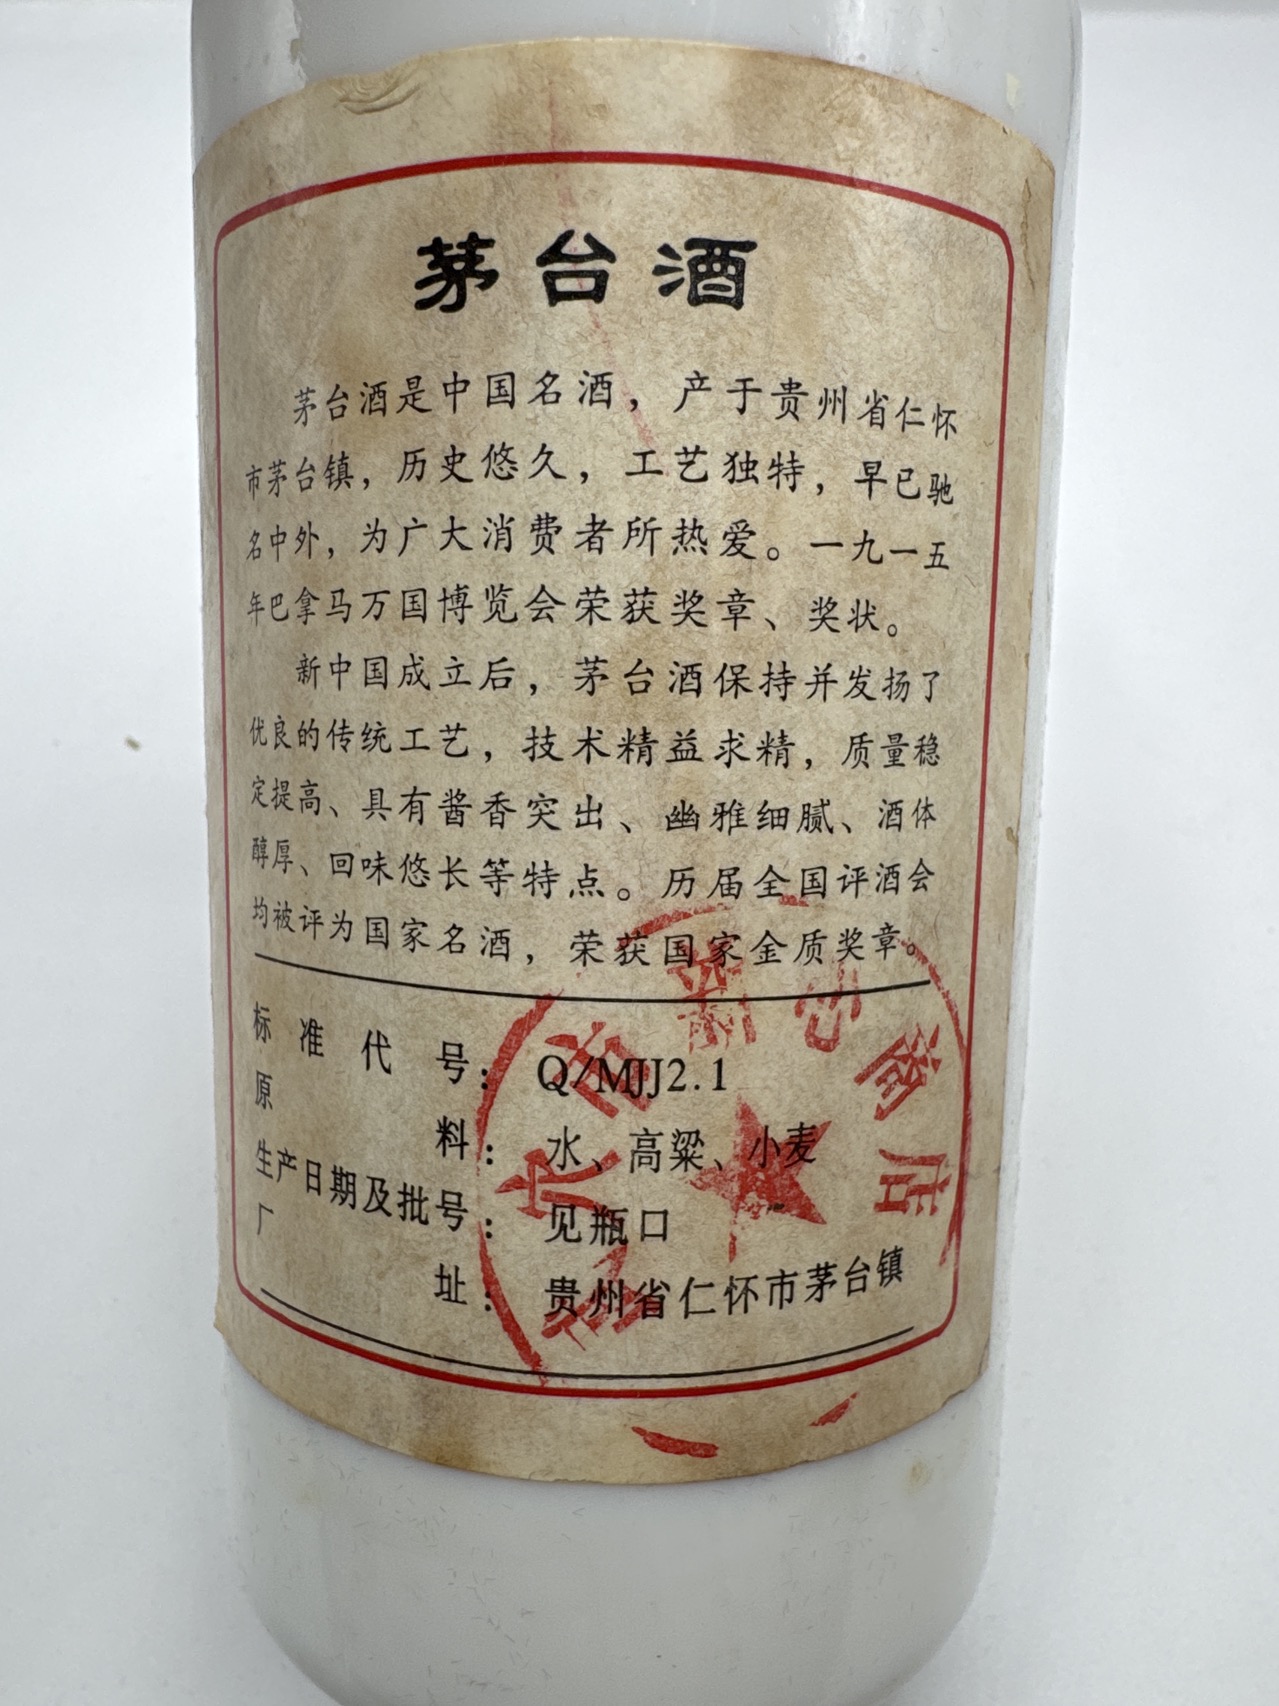 茅台酒
茅台酒是中国名酒，产于贵州省仁怀
市茅台镇，历史悠久，工艺独特，早已驰
名中外，为广大消费者所热爱。一九一五
年巴拿马万国博览会荣获奖章、奖状。
新中国成立后，茅台酒保持并发扬了
优良的传统工艺，技术精益求精，质量稳
定提高、具有酱香突出、幽雅细腻、酒体
醇厚、回味悠长等特点。历届全国评酒会
均被评为国家名酒，荣获国家金质奖章。
标准代号：Q/MJJ2.1
原料：水、高粱、小麦
生产日期及批号：见瓶口
厂址：贵州省仁怀市茅台镇